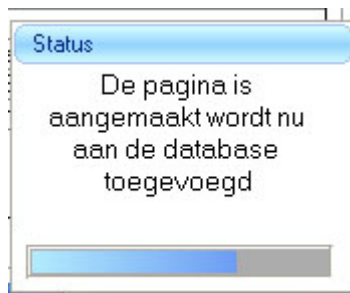 Status
De pagina is
aangemaakt wordt nu
aan de database
toegevoegd